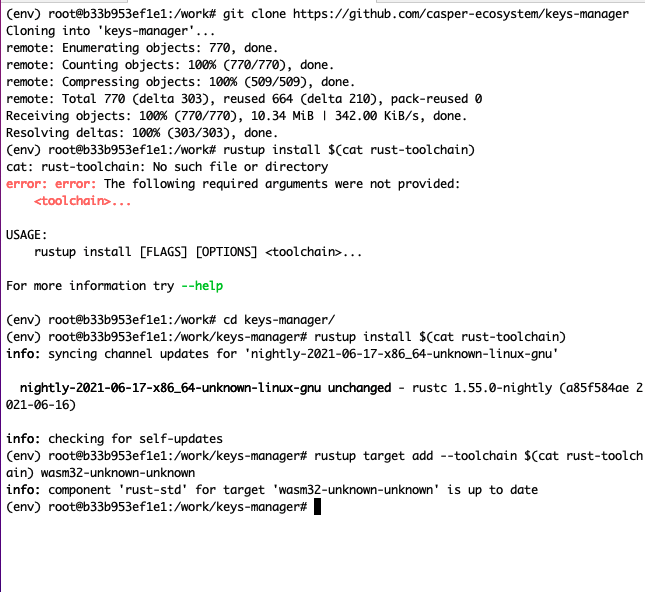 (env) root@b33b953ef1e1:/work# git clone https://github.com/casper-ecosystem/keys-manager
Cloning into 'keys-manager'...
remote: Enumerating objects: 770, done.
remote: Counting objects: 100% (770/770), done.
remote: Compressing objects: 100% (509/509), done.
remote: Total 770 (delta 303), reused 664 (delta 210), pack-reused 0
Receiving objects: 100% (770/770), 10.34 MiB | 342.00 KiB/s, done.
Resolving deltas: 100% (303/303), done.
(env) root@b33b953ef1e1:/work# rustup install $(cat rust-toolchain)
cat: rust-toolchain: No such file or directory
error: error: The following required arguments were not provided:
    <toolchain>...

USAGE:
    rustup install [FLAGS] [OPTIONS] <toolchain>...

For more information try --help

(env) root@b33b953ef1e1:/work# cd keys-manager/
(env) root@b33b953ef1e1:/work/keys-manager# rustup install $(cat rust-toolchain)
info: syncing channel updates for 'nightly-2021-06-17-x86_64-unknown-linux-gnu'

  nightly-2021-06-17-x86_64-unknown-linux-gnu unchanged - rustc 1.55.0-nightly (a85f584ae 2
021-06-16)

info: checking for self-updates
(env) root@b33b953ef1e1:/work/keys-manager# rustup target add --toolchain $(cat rust-toolch
ain) wasm32-unknown-unknown
info: component 'rust-std' for target 'wasm32-unknown-unknown' is up to date
(env) root@b33b953ef1e1:/work/keys-manager#